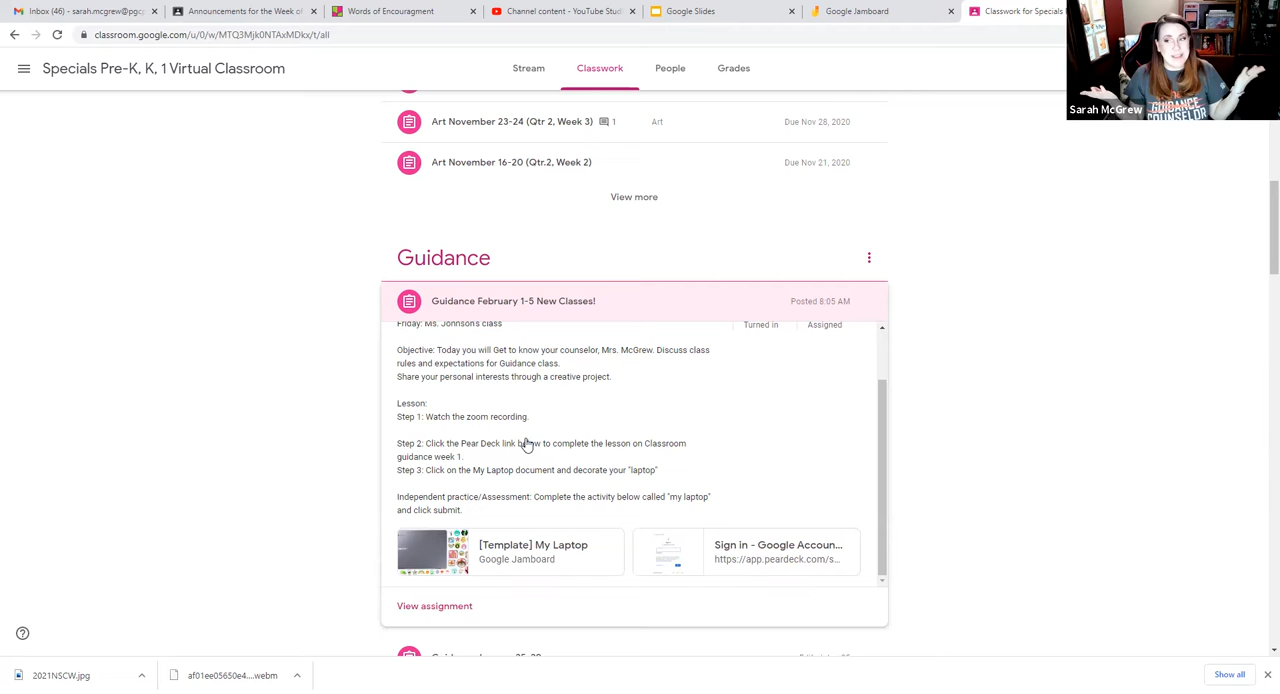 Inbox (46) - sarah.mcgrew@pgcp
Announcements for the Week of
Words of Encouragment
Channel content - YouTube Stud
Google Slides
Google Jamboard
Classwork for Specials
classroom.google.com/u/0/w/MTQ3Mjk0NTAxMDkx/t/all
Specials Pre-K, K, 1 Virtual Classroom
Stream
Classwork
People
Grades
GUIDANCE
COUNSELOR
Sarah McGrew
Art November 23-24 (Qtr 2, Week 3) 1 Art Due Nov 28, 2020
Art November 16-20 (Qtr.2, Week 2) Due Nov 21, 2020
View more
Guidance
Guidance February 1-5 New Classes! Posted 8:05 AM
Friday: Ms. Johnson's class
Turned in
Assigned
Objective: Today you will Get to know your counselor, Mrs. McGrew. Discuss class
rules and expectations for Guidance class.
Share your personal interests through a creative project.
Lesson:
Step 1: Watch the zoom recording.
Step 2: Click the Pear Deck link below to complete the lesson on Classroom
guidance week 1.
Step 3: Click on the My Laptop document and decorate your "laptop"
Independent practice/Assessment: Complete the activity below called "my laptop"
and click submit.
[Template] My Laptop
Google Jamboard
Sign in - Google Accoun...
https://app.peardeck.com/s...
View assignment
2021NSCW.jpg
af01ee05650e4....webm
Show all